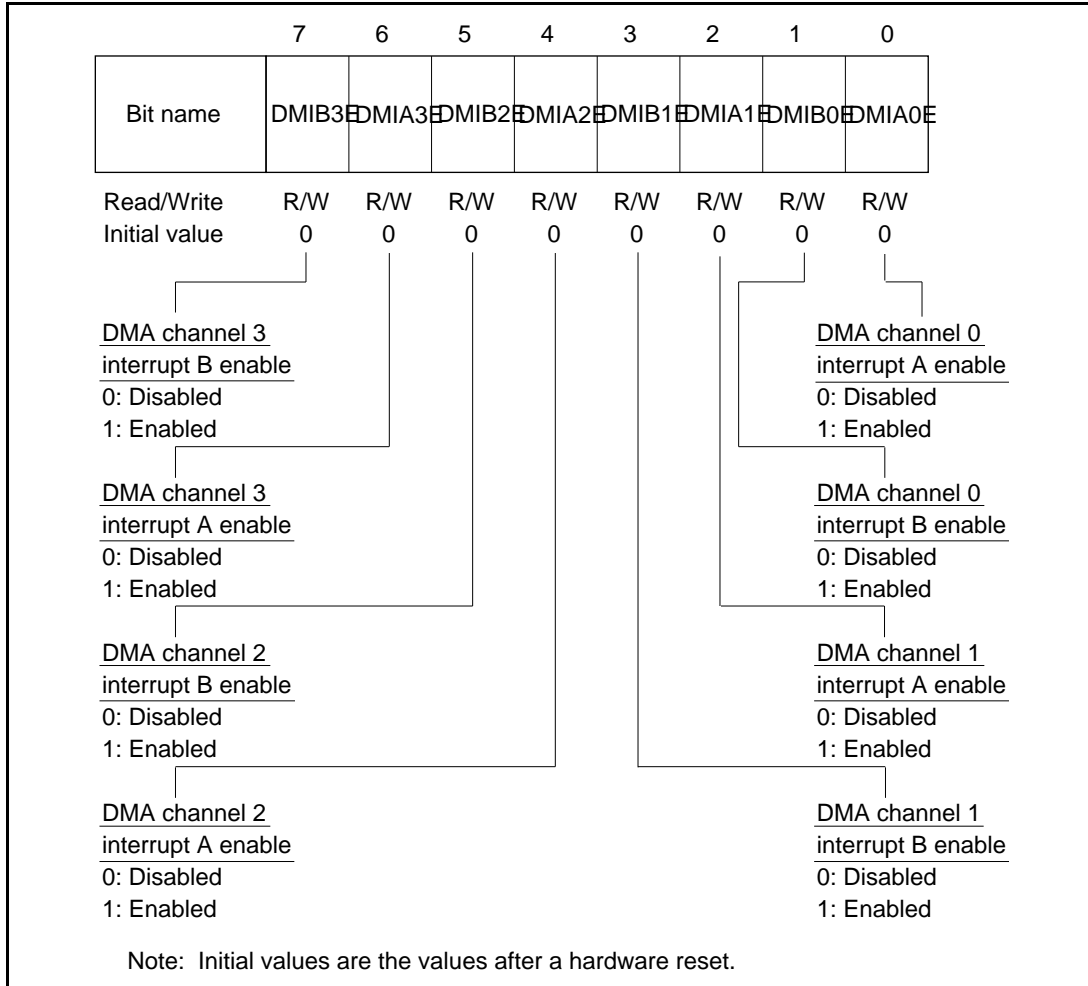 7 6 5 4 3 2 1 0
Bit name DMIB3E DMIA3E DMIB2E DMIA2E DMIB1E DMIA1E DMIB0E DMIA0E
Read/Write R/W R/W R/W R/W R/W R/W R/W R/W
Initial value 0 0 0 0 0 0 0 0
DMA channel 3
interrupt B enable
0: Disabled
1: Enabled
DMA channel 0
interrupt A enable
0: Disabled
1: Enabled
DMA channel 3
interrupt A enable
0: Disabled
1: Enabled
DMA channel 0
interrupt B enable
0: Disabled
1: Enabled
DMA channel 2
interrupt B enable
0: Disabled
1: Enabled
DMA channel 1
interrupt A enable
0: Disabled
1: Enabled
DMA channel 2
interrupt A enable
0: Disabled
1: Enabled
DMA channel 1
interrupt B enable
0: Disabled
1: Enabled
Note: Initial values are the values after a hardware reset.